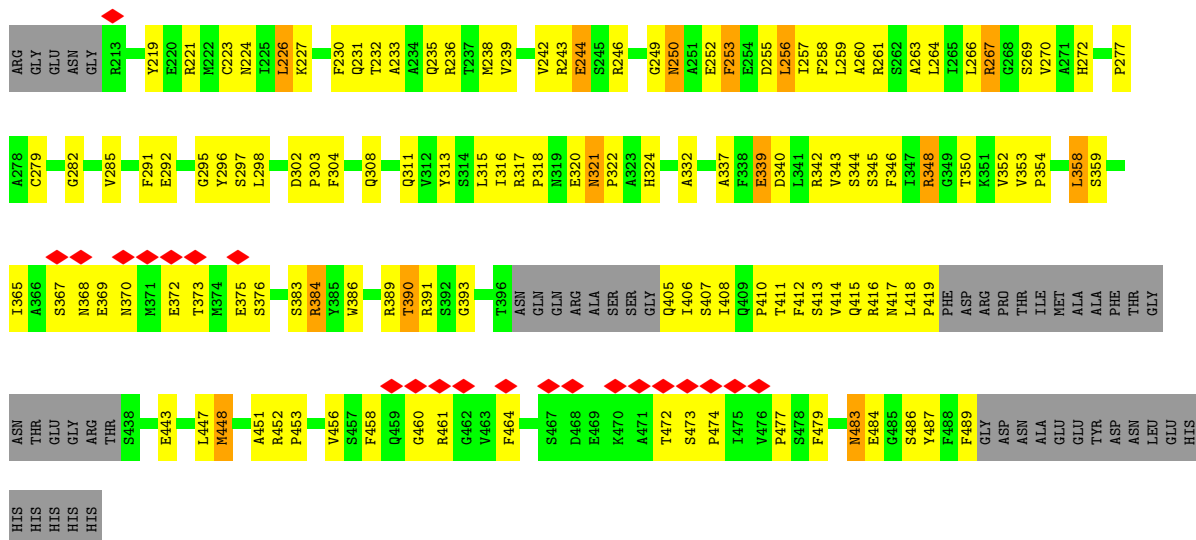 ARG GLY GLU ASN GLY R213 Y219 E220 R221 M222 C223 N224 I225 L226 K227 F230 Q231 T232 A233 A234 Q235 R236 T237 M238 V239 V242 R243 E244 S245 R246 G249 N250 A251 E252 F253 E254 D255 L256 I257 F258 L259 A260 R261 S262 A263 L264 I265 L266 R267 G268 S269 V270 A271 H272 P277
A278 C279 G282 V285 F291 E292 G295 Y296 S297 L298 D302 P303 F304 Q308 Q311 V312 Y313 S314 L315 I316 R317 P318 N319 E320 N321 P322 A323 H324 A332 A337 F338 E339 D340 L341 R342 V343 S344 S345 F346 I347 R348 G349 T350 K351 V352 V353 P354 L358 S359
I365 A366 S367 N368 E369 N370 M371 E372 T373 M374 E375 S376 S383 R384 Y385 W386 R389 T390 R391 S392 G393 T396 ASN GLN GLN ARG ALA SER SER GLY Q405 I406 S407 I408 Q409 P410 T411 F412 S413 V414 Q415 R416 N417 L418 P419 PHE ASP ARG PRO THR ILE MET ALA ALA PHE THR GLY
ASN THR GLU GLY ARG THR S438 E443 L447 M448 A451 R452 P453 V456 S457 F458 Q459 G460 R461 G462 V463 F464 S467 D468 E469 K470 A471 T472 S473 P474 I475 V476 P477 S478 F479 N483 E484 G485 S486 Y487 F488 F489 GLY ASP ASN ALA GLU GLU TYR ASP ASN LEU GLU HIS
HIS HIS HIS HIS HIS